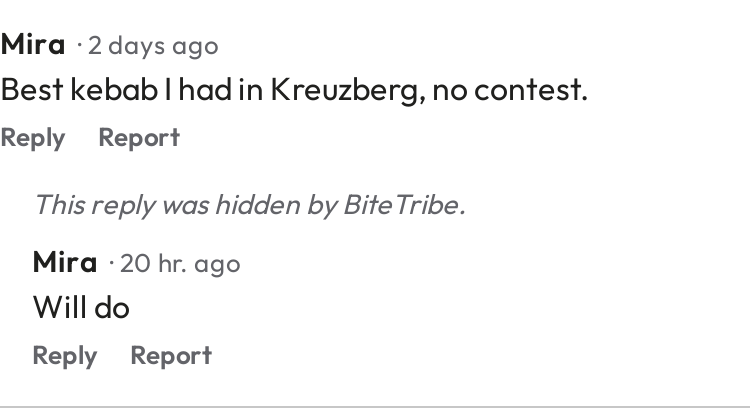 Mira · 2 days ago
Best kebab I had in Kreuzberg, no contest.
Reply Report
This reply was hidden by BiteTribe.
Mira · 20 hr. ago
Will do
Reply Report